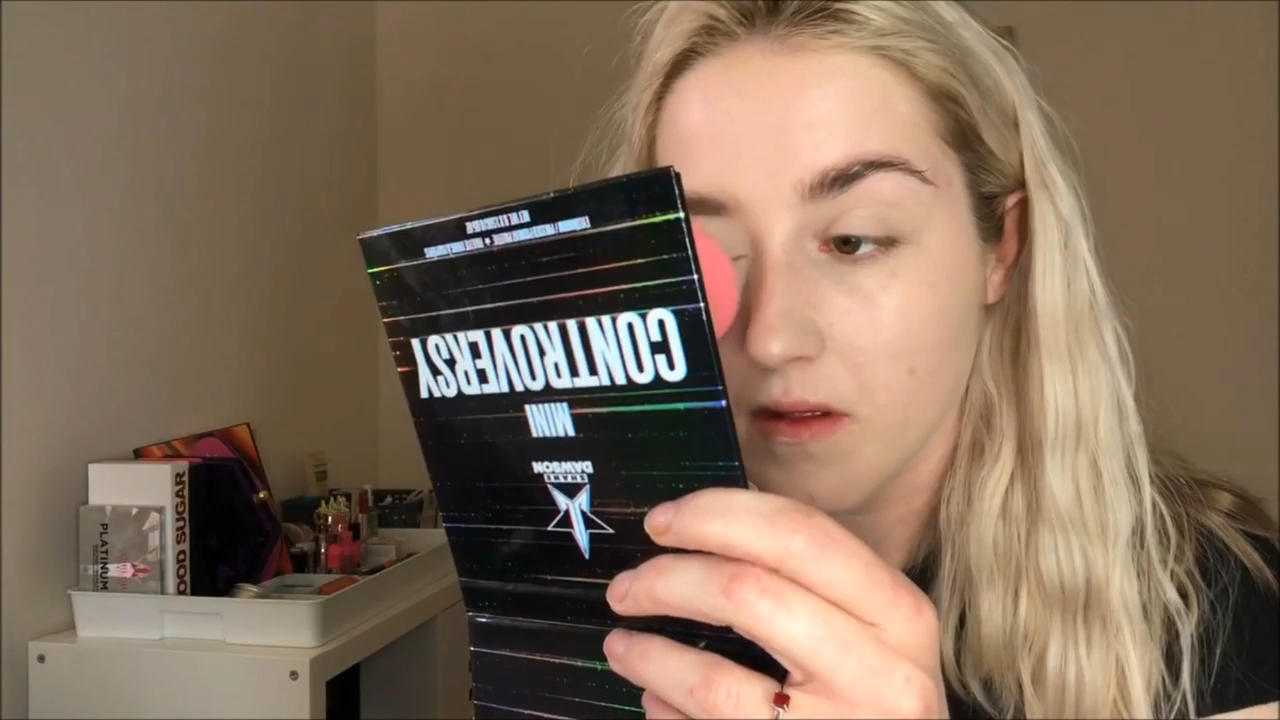 SHANE
DAWSON
MINI
CONTROVERSY
PLATINUM
OOD SUGAR